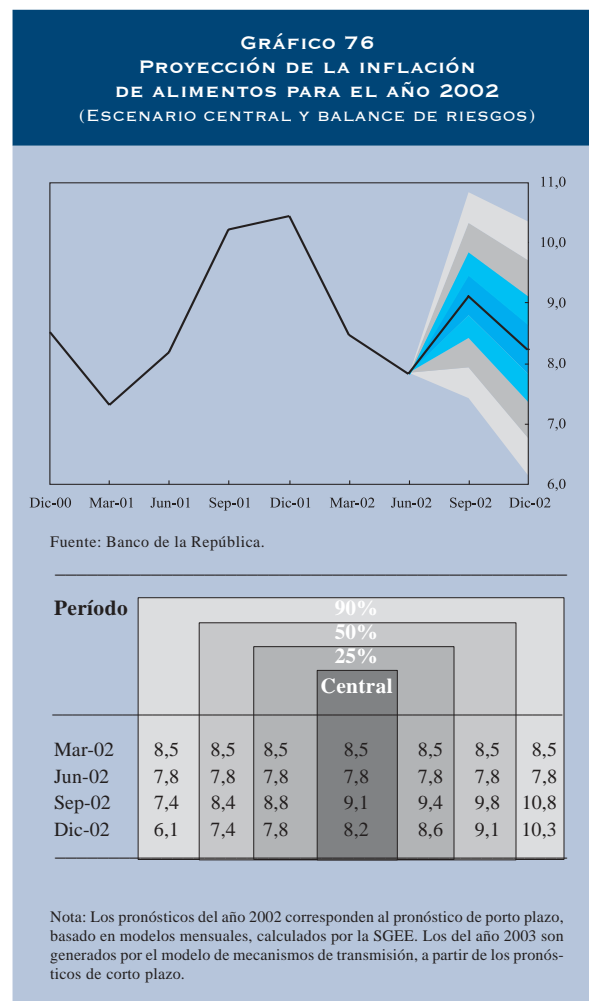 GRÁFICO 76
PROYECCIÓN DE LA INFLACIÓN
DE ALIMENTOS PARA EL AÑO 2002
(ESCENARIO CENTRAL Y BALANCE DE RIESGOS)
11,0
10,0
9,0
8,0
7,0
6,0
Dic-00 Mar-01 Jun-01 Sep-01 Dic-01 Mar-02 Jun-02 Sep-02 Dic-02
Fuente: Banco de la República.
Período 90%
50%
25%
Central
Mar-02 8,5 8,5 8,5 8,5 8,5 8,5 8,5
Jun-02 7,8 7,8 7,8 7,8 7,8 7,8 7,8
Sep-02 7,4 8,4 8,8 9,1 9,4 9,8 10,8
Dic-02 6,1 7,4 7,8 8,2 8,6 9,1 10,3
Nota: Los pronósticos del año 2002 corresponden al pronóstico de porto plazo,
basado en modelos mensuales, calculados por la SGEE. Los del año 2003 son
generados por el modelo de mecanismos de transmisión, a partir de los pronós-
ticos de corto plazo.